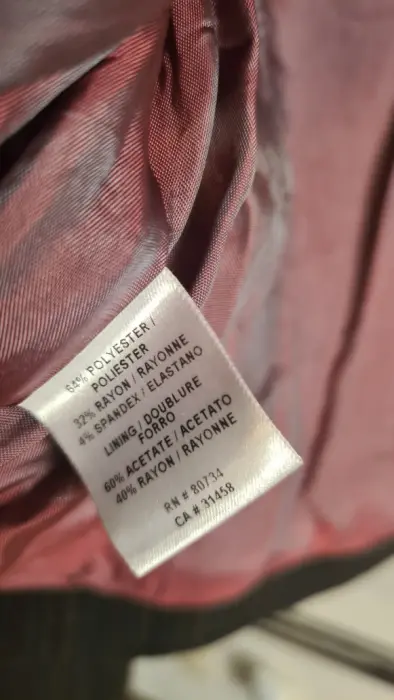 64% POLYESTER /
POLIESTER
32% RAYON / RAYONNE
4% SPANDEX / ELASTANO
LINING / DOUBLURE
FORRO
60% ACETATE / ACETATO
40% RAYON / RAYONNE
RN # 80734
CA # 31458